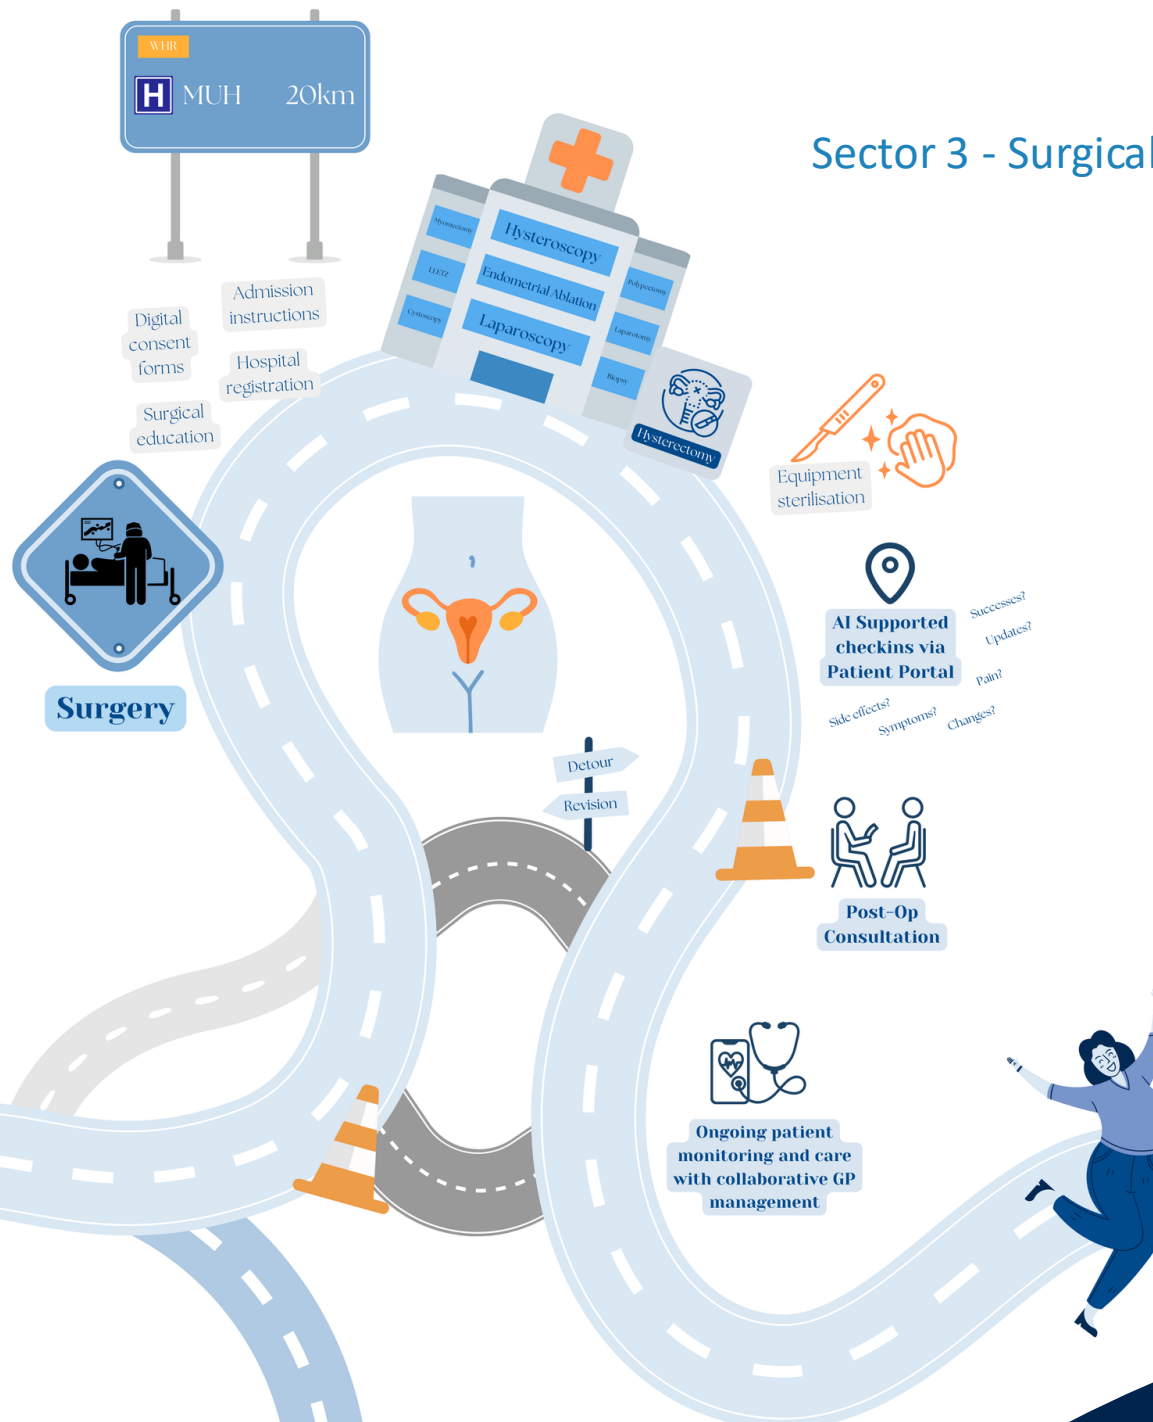 WHR
H MUH 20km
Sector 3 - Surgical
Hysteroscopy
Endometrial Ablation
Laparoscopy
Myomectomy
LLETZ
Cystoscopy
Polypectomy
Laparotomy
Biopsy
Hysterectomy
Admission
instructions
Digital
consent
forms
Hospital
registration
Surgical
education
Surgery
Equipment
sterilisation
AI Supported
checkins via
Patient Portal
Successes?
Updates?
Pain?
Side effects?
Symptoms?
Changes?
Detour
Revision
Post-Op
Consultation
Ongoing patient
monitoring and care
with collaborative GP
management